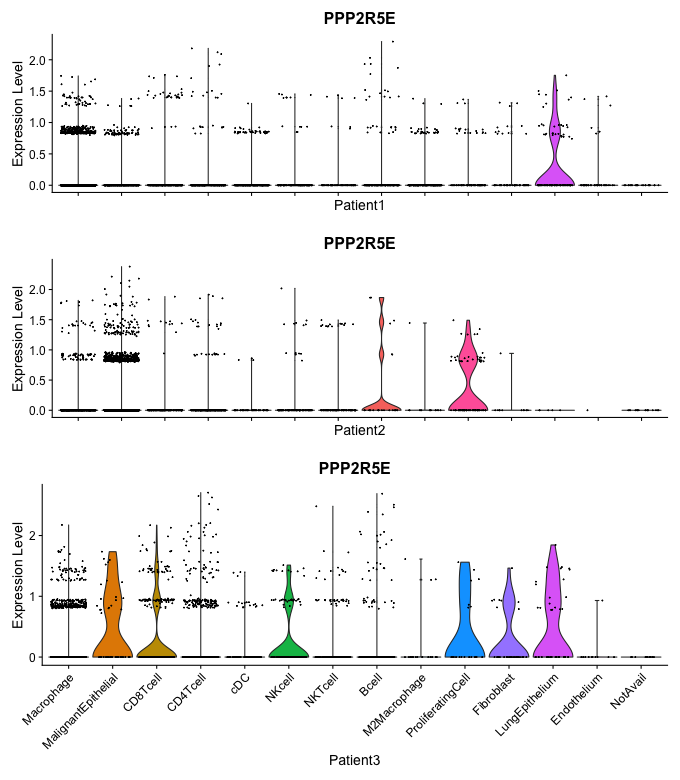 PPP2R5E
Expression Level
2.0
1.5
1.0
0.5
0.0
Patient1
PPP2R5E
Expression Level
2.0
1.5
1.0
0.5
0.0
Patient2
PPP2R5E
Expression Level
2
1
0
Macrophage
MalignantEpithelial
CD8Tcell
CD4Tcell
cDC
NKcell
NKTcell
Bcell
M2Macrophage
ProliferatingCell
Fibroblast
LungEpithelium
Endothelium
NotAvail
Patient3